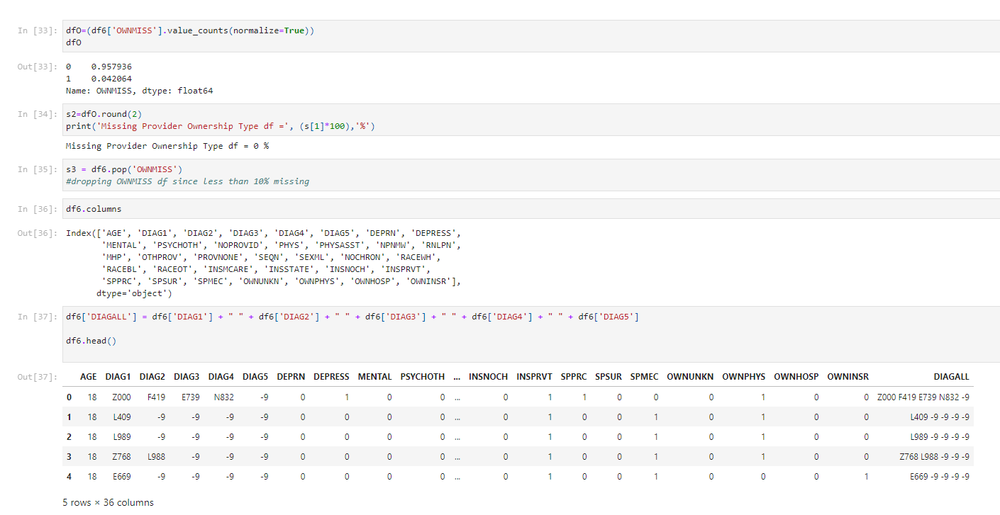 In [33]: dfO=(df6['OWNMISS'].value_counts(normalize=True))
dfO
Out[33]: 0    0.957936
1    0.042064
Name: OWNMISS, dtype: float64
In [34]: s2=dfO.round(2)
print('Missing Provider Ownership Type df =', (s[1]*100),'%')
Missing Provider Ownership Type df = 0 %
In [35]: s3 = df6.pop('OWNMISS')
#dropping OWNMISS df since less than 10% missing
In [36]: df6.columns
Out[36]: Index(['AGE', 'DIAG1', 'DIAG2', 'DIAG3', 'DIAG4', 'DIAG5', 'DEPRN', 'DEPRESS',
'MENTAL', 'PSYCHOTH', 'NOPROVID', 'PHYS', 'PHYSASST', 'NPNMW', 'RNLPN',
'MHP', 'OTHPROV', 'PROVNONE', 'SEQN', 'SEXML', 'NOCHRON', 'RACEWH',
'RACEBL', 'RACEOT', 'INSMCARE', 'INSSTATE', 'INSNOCH', 'INSPRVT',
'SPPRC', 'SPSUR', 'SPMEC', 'OWNUNKN', 'OWNPHYS', 'OWNHOSP', 'OWNINSR'],
dtype='object')
In [37]: df6['DIAGALL'] = df6['DIAG1'] + " " + df6['DIAG2'] + " " + df6['DIAG3'] + " " + df6['DIAG4'] + " " + df6['DIAG5']
df6.head()
Out[37]: AGE DIAG1 DIAG2 DIAG3 DIAG4 DIAG5 DEPRN DEPRESS MENTAL PSYCHOTH ... INSNOCH INSPRVT SPPRC SPSUR SPMEC OWNUNKN OWNPHYS OWNHOSP OWNINSR DIAGALL
0 18 Z000 F419 E739 N832 -9 0 1 0 0 ... 0 1 1 0 0 0 1 0 0 Z000 F419 E739 N832 -9
1 18 L409 -9 -9 -9 -9 0 0 0 0 ... 0 1 0 0 1 0 1 0 0 L409 -9 -9 -9 -9
2 18 L989 -9 -9 -9 -9 0 0 0 0 ... 0 1 0 0 1 0 1 0 0 L989 -9 -9 -9 -9
3 18 Z768 L988 -9 -9 -9 0 0 0 0 ... 0 1 0 0 1 0 1 0 0 Z768 L988 -9 -9 -9
4 18 E669 -9 -9 -9 -9 0 0 0 0 ... 0 1 0 0 1 0 0 0 1 E669 -9 -9 -9 -9
5 rows × 36 columns